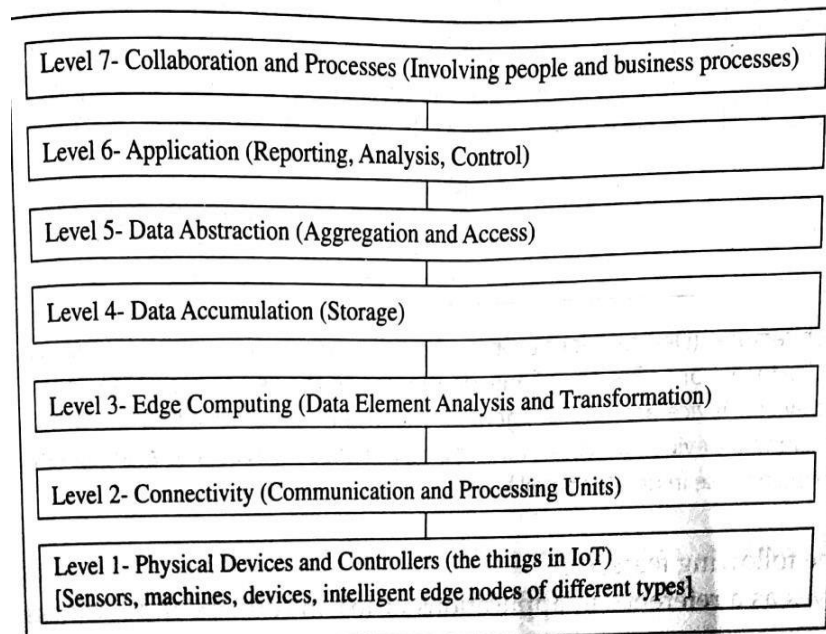 Level 7- Collaboration and Processes (Involving people and business processes)
Level 6- Application (Reporting, Analysis, Control)
Level 5- Data Abstraction (Aggregation and Access)
Level 4- Data Accumulation (Storage)
Level 3- Edge Computing (Data Element Analysis and Transformation)
Level 2- Connectivity (Communication and Processing Units)
Level 1- Physical Devices and Controllers (the things in IoT)
[Sensors, machines, devices, intelligent edge nodes of different types]